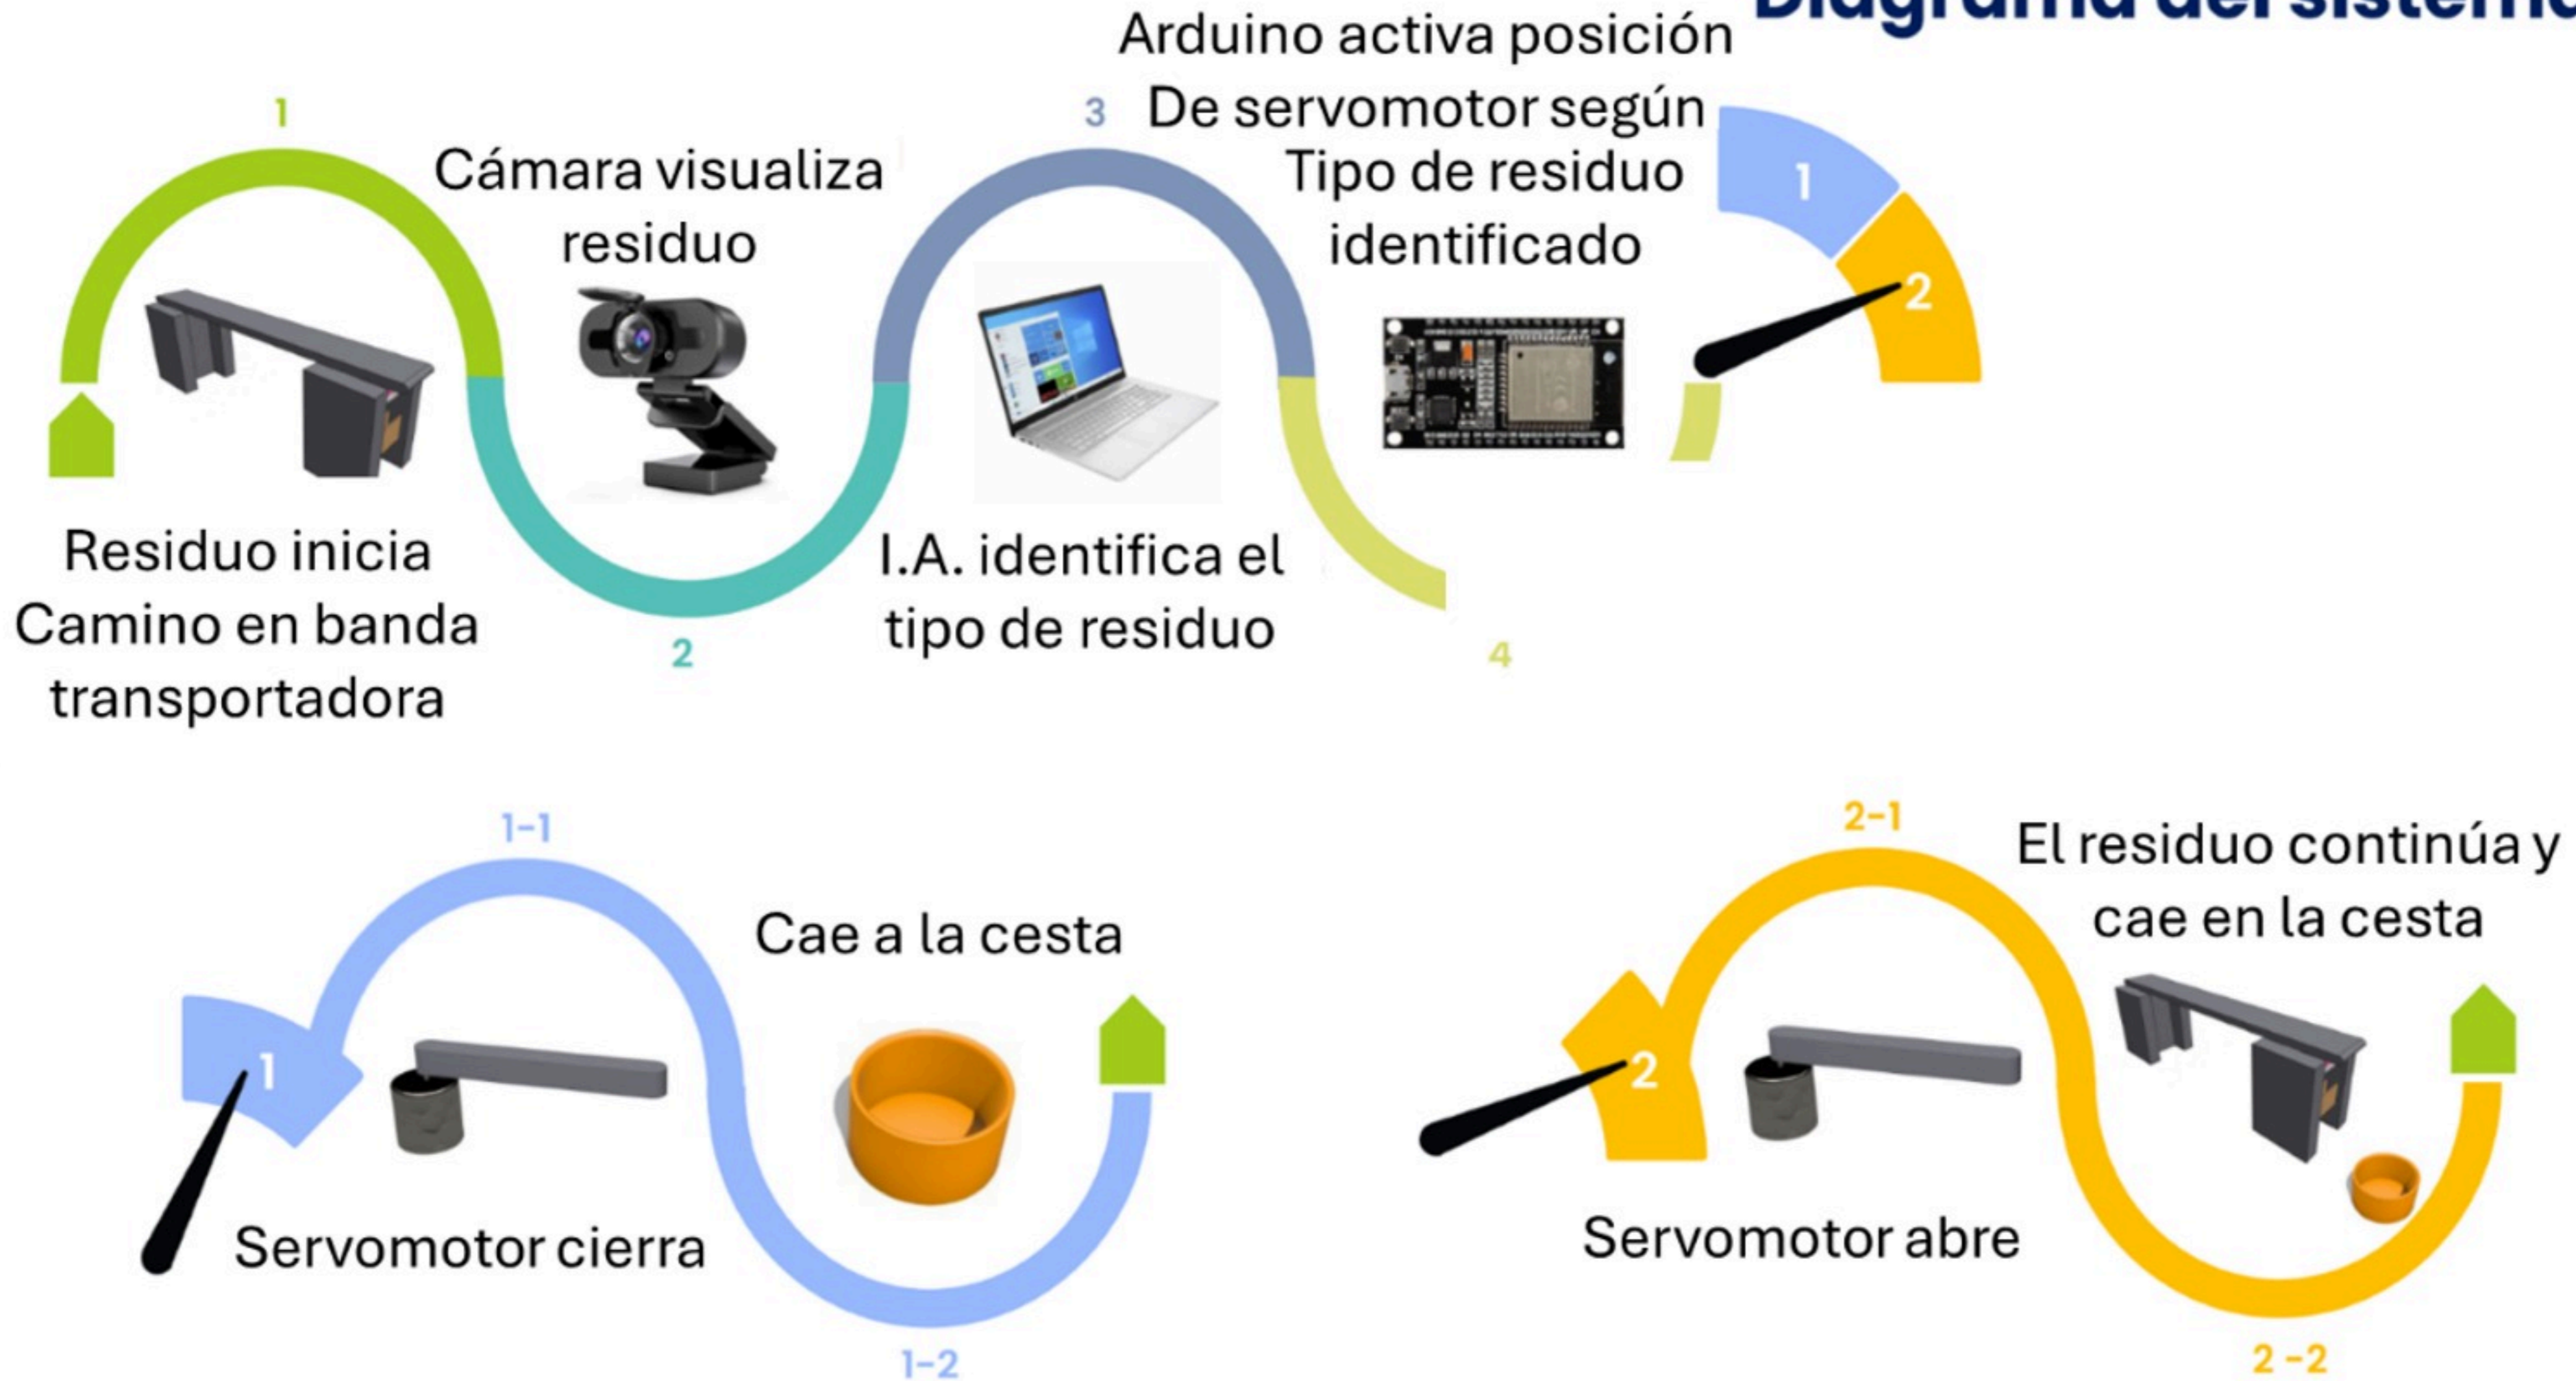 Diagrama del sistema
1
Residuo inicia
Camino en banda
transportadora
Cámara visualiza
residuo
2
3
I.A. identifica el
tipo de residuo
Arduino activa posición
De servomotor según
Tipo de residuo
identificado
4
1
2
1-1
1
Servomotor cierra
Cae a la cesta
1-2
2-1
2
Servomotor abre
El residuo continúa y
cae en la cesta
2 -2